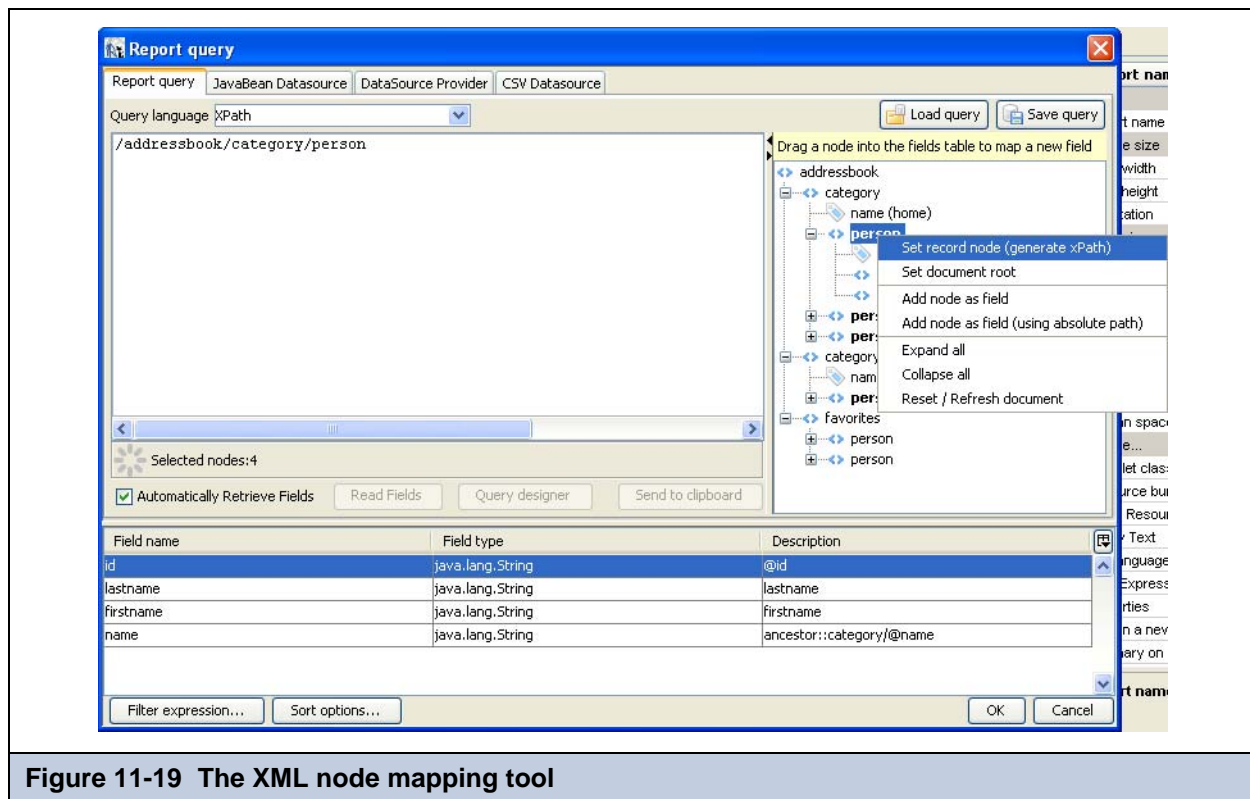 Report query
Report query JavaBean Datasource DataSource Provider CSV Datasource
Query language XPath
Load query Save query
/addressbook/category/person
Drag a node into the fields table to map a new field
addressbook
category
name (home)
person
Set record node (generate xPath)
Set document root
Add node as field
Add node as field (using absolute path)
Expand all
Collapse all
Reset / Refresh document
category
favorites
person
person
Selected nodes:4
Automatically Retrieve Fields Read Fields Query designer Send to clipboard
Field name Field type Description
id java.lang.String @id
lastname java.lang.String lastname
firstname java.lang.String firstname
name java.lang.String ancestor::category/@name
Filter expression... Sort options... OK Cancel
Figure 11-19 The XML node mapping tool